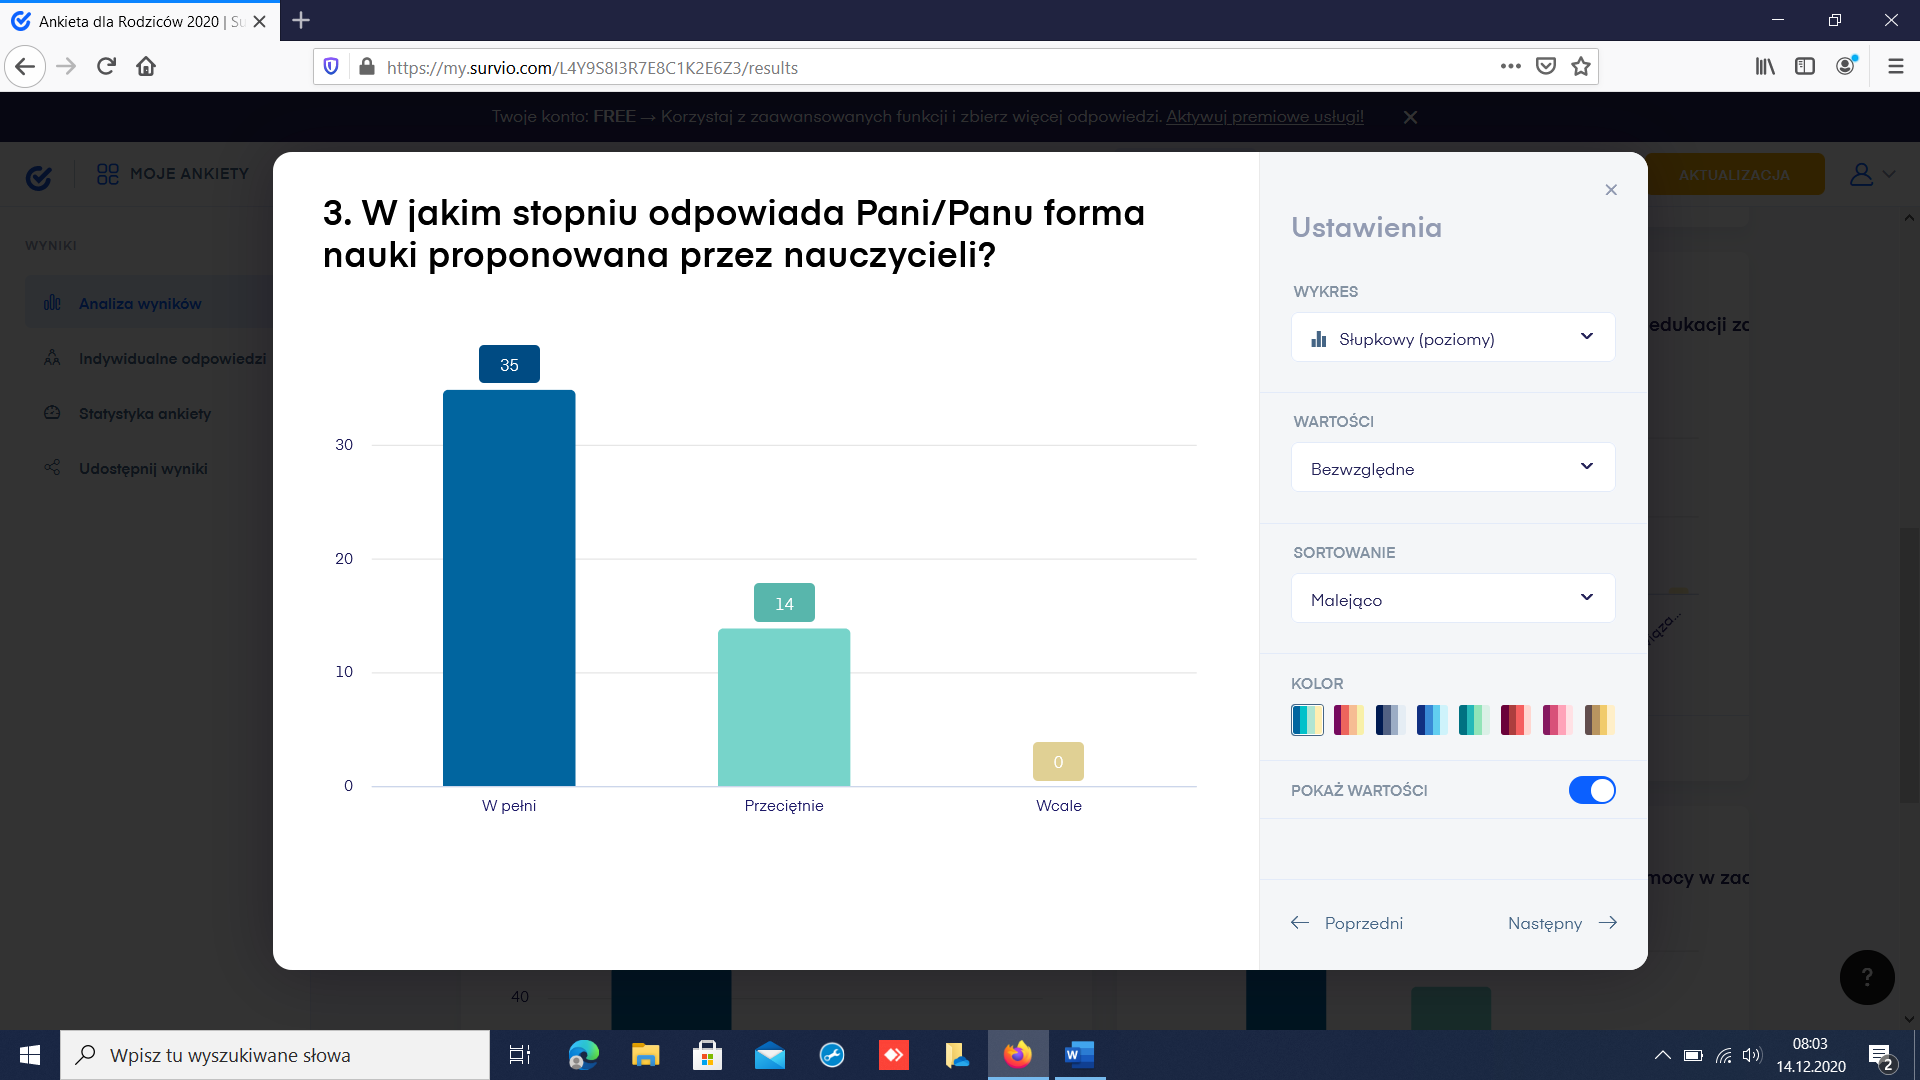 Ankieta dla Rodziców 2020 | Su
https://my.survio.com/L4Y9S8I3R7E8C1K2E6Z3/results
Twoje konto: FREE → Korzystaj z zaawansowanych funkcji i zbierz więcej odpowiedzi. Aktywuj premiowe usługi!
MOJE ANKIETY
AKTUALIZACJA
WYNIKI
Analiza wyników
Indywidualne odpowiedzi
Statystyka ankiety
Udostępnij wyniki
3. W jakim stopniu odpowiada Pani/Panu forma
nauki proponowana przez nauczycieli?
35
30
20
14
10
0
0
W pełni
Przeciętnie
Wcale
Ustawienia
WYKRES
Słupkowy (poziomy)
WARTOŚCI
Bezwzględne
SORTOWANIE
Malejąco
KOLOR
POKAŻ WARTOŚCI
Poprzedni
Następny
edukacji zc
mocy w zac
40
?
Wpisz tu wyszukiwane słowa
08:03
14.12.2020
2